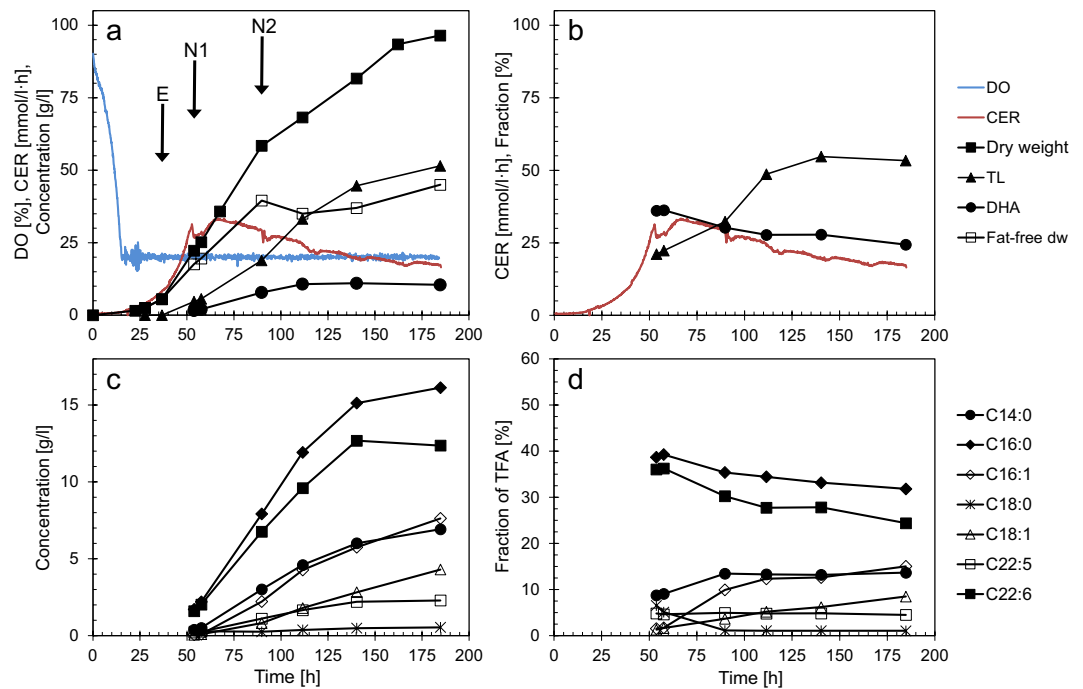 a
DO [%], CER [mmol/l·h],
Concentration [g/l]
100
75
50
25
0
E
N1
N2
0 25 50 75 100 125 150 175 200
b
CER [mmol/l·h], Fraction [%]
100
75
50
25
0
0 25 50 75 100 125 150 175 200
DO
CER
Dry weight
TL
DHA
Fat-free dw
c
Concentration [g/l]
15
10
5
0
0 25 50 75 100 125 150 175 200
Time [h]
d
Fraction of TFA [%]
60
50
40
30
20
10
0
0 25 50 75 100 125 150 175 200
Time [h]
C14:0
C16:0
C16:1
C18:0
C18:1
C22:5
C22:6